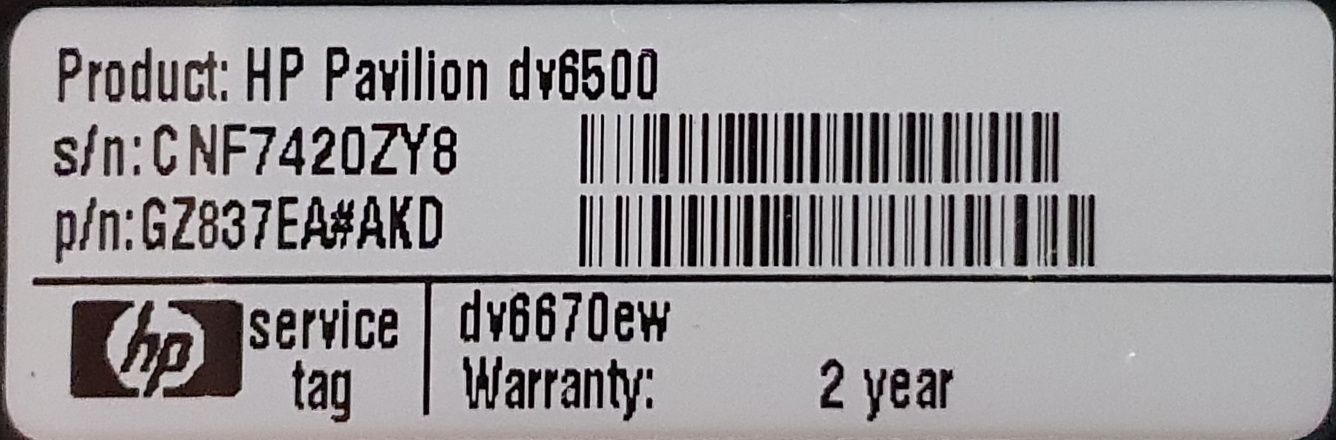 Product: HP Pavilion dv6500
s/n:CNF7420ZY8
p/n:GZ837EA#AKD
hp service tag
dv6670ew
Warranty: 2 year